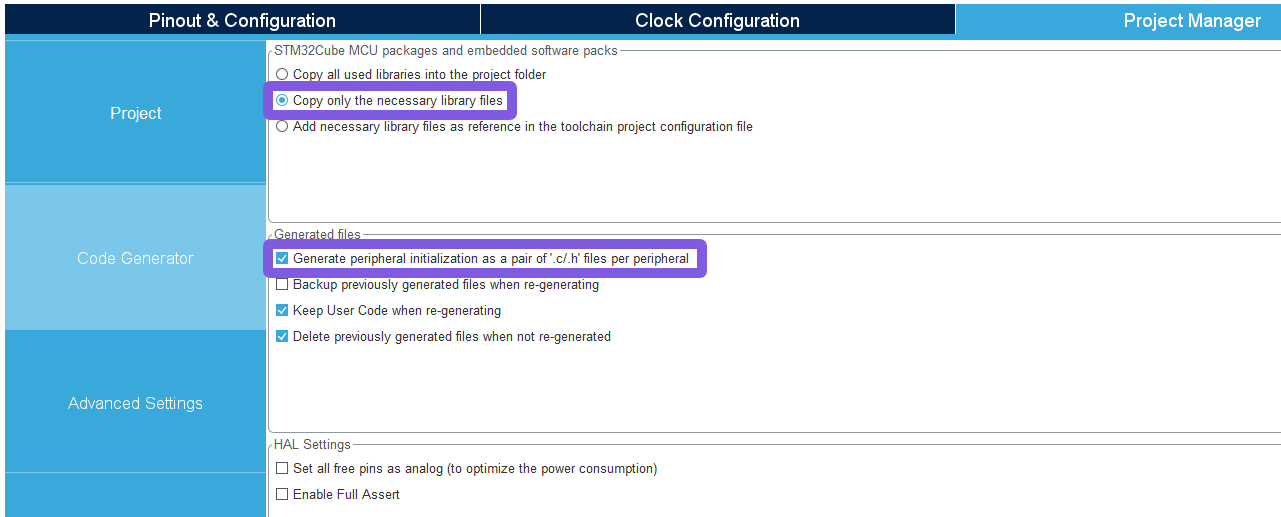 Pinout & Configuration
Clock Configuration
Project Manager
Project
Code Generator
Advanced Settings
STM32Cube MCU packages and embedded software packs
Copy all used libraries into the project folder
Copy only the necessary library files
Add necessary library files as reference in the toolchain project configuration file
Generated files
Generate peripheral initialization as a pair of '.c/.h' files per peripheral
Backup previously generated files when re-generating
Keep User Code when re-generating
Delete previously generated files when not re-generated
HAL Settings
Set all free pins as analog (to optimize the power consumption)
Enable Full Assert